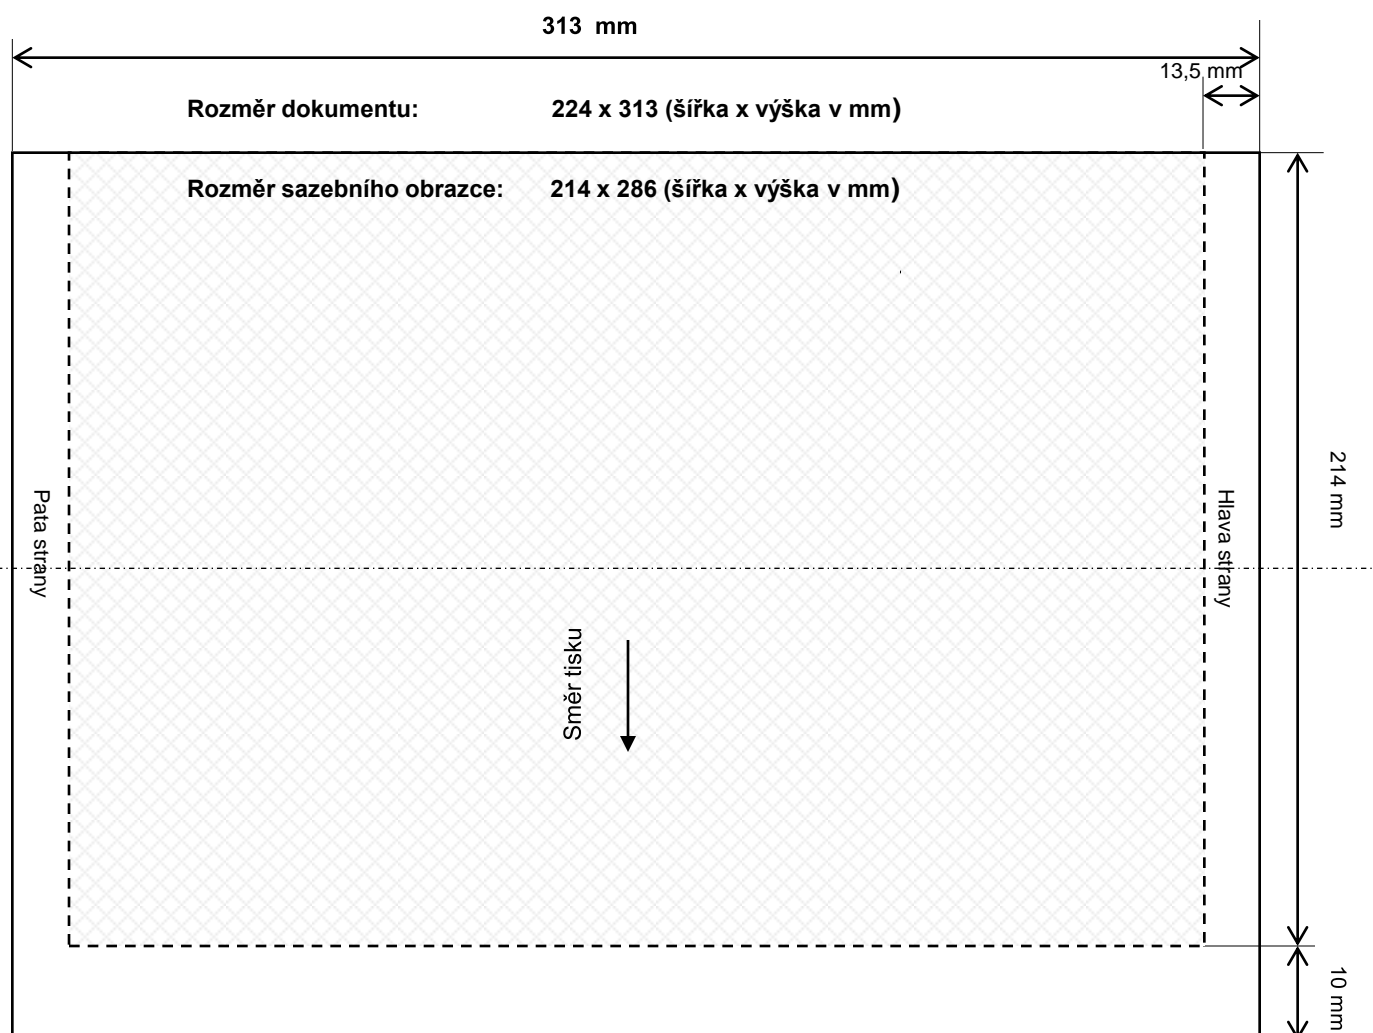 313 mm
13,5 mm
Rozměr dokumentu: 224 x 313 (šířka x výška v mm)
Rozměr sazebního obrazce: 214 x 286 (šířka x výška v mm)
214 mm
Pata strany
Hlava strany
Směr tisku
10 mm